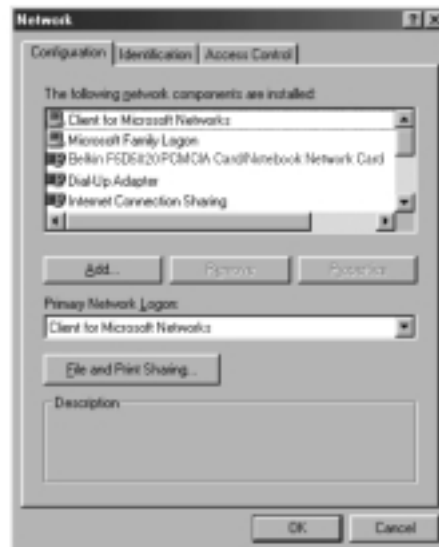 Network
Configuration Identification Access Control
The following network components are installed:
Client for Microsoft Networks
Microsoft Family Logon
PCMCIA Card/Notebook Network Card
Dial-Up Adapter
Internet Connection Sharing
Add... Remove Properties
Primary Network Logon:
Client for Microsoft Networks
File and Print Sharing...
Description
OK Cancel